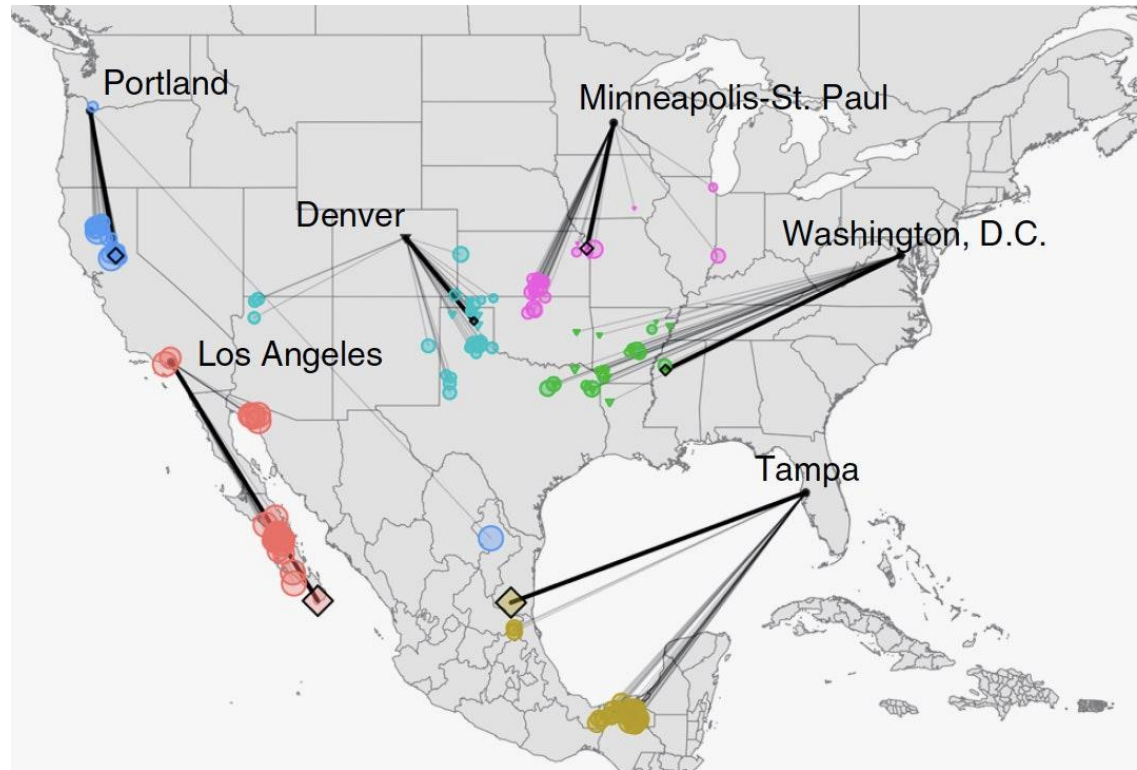 Portland
Minneapolis-St. Paul
Denver
Washington, D.C.
Los Angeles
Tampa